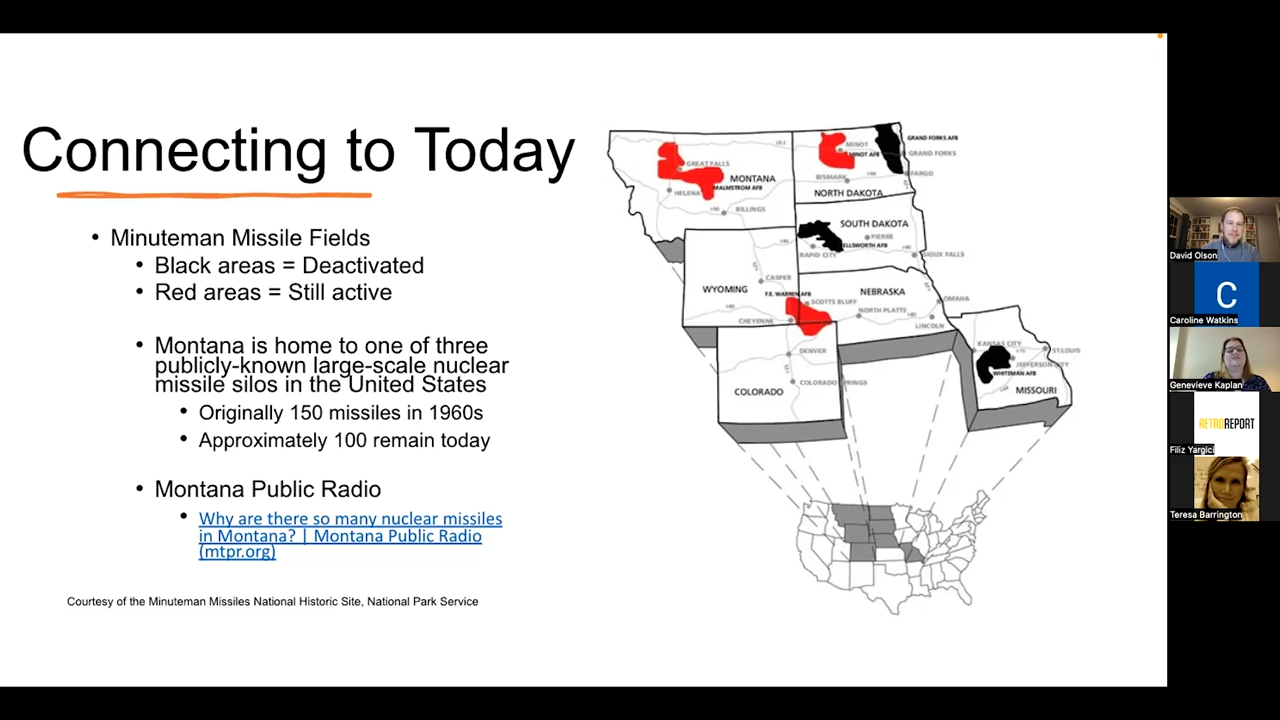 Connecting to Today
• Minuteman Missile Fields
• Black areas = Deactivated
• Red areas = Still active
• Montana is home to one of three
publicly-known large-scale nuclear
missile silos in the United States
• Originally 150 missiles in 1960s
• Approximately 100 remain today
• Montana Public Radio
• Why are there so many nuclear missiles
in Montana? | Montana Public Radio
(mtpr.org)
Courtesy of the Minuteman Missiles National Historic Site, National Park Service
GREAT FALLS
MONTANA
MALMSTROM AFB
HELENA
BILLINGS
MINOT
MINOT AFB
BISMARCK
NORTH DAKOTA
GRAND FORKS AFB
GRAND FORKS
FARGO
SOUTH DAKOTA
PIERRE
ELLSWORTH AFB
RAPID CITY
SIOUX FALLS
WYOMING
CASPER
F.E. WARREN AFB
CHEYENNE
NEBRASKA
SCOTTS BLUFF
NORTH PLATTE
OMAHA
LINCOLN
DENVER
COLORADO SPRINGS
COLORADO
KANSAS CITY
ST.LOUIS
JEFFERSON CITY
WHITEMAN AFB
MISSOURI
David Olson
C
Caroline Watkins
Genevieve Kaplan
RETROREPORT
Filiz Yargici
Teresa Barrington